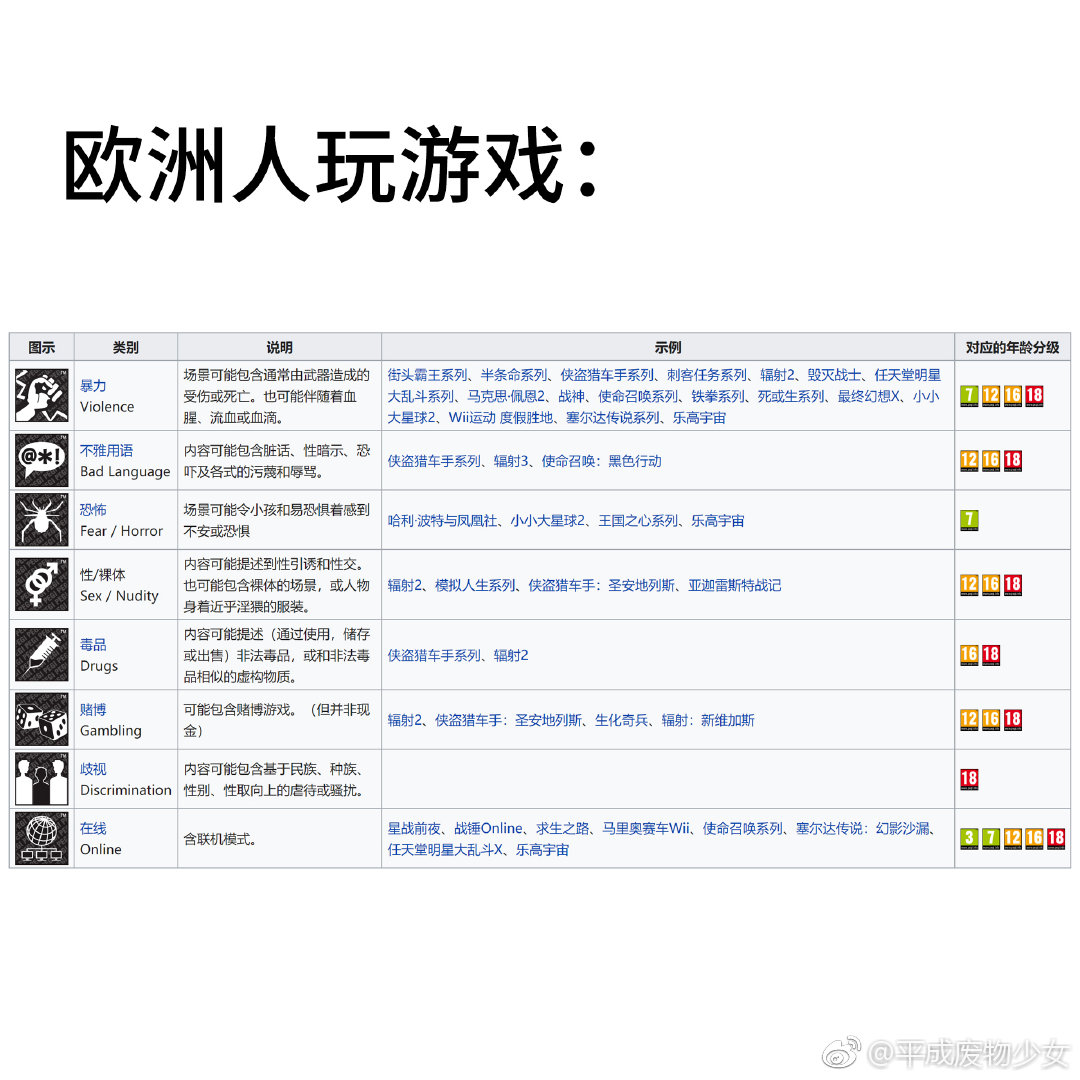 欧洲人玩游戏：
图示 类别 说明 示例 对应的年龄分级
暴力
Violence
场景可能包含通常由武器造成的
受伤或死亡。也可能伴随着血
腥、流血或血滴。
街头霸王系列、半条命系列、侠盗猎车手系列、刺客任务系列、辐射2、毁灭战士、任天堂明星
大乱斗系列、马克思·佩恩2、战神、使命召唤系列、铁拳系列、死或生系列、最终幻想X、小小
大星球2、Wii运动 度假胜地、塞尔达传说系列、乐高宇宙
7 12 16 18
@*!
不雅用语
Bad Language
内容可能包含脏话、性暗示、恐
吓及各式的污蔑和辱骂。
侠盗猎车手系列、辐射3、使命召唤：黑色行动
12 16 18
恐怖
Fear / Horror
场景可能令小孩和易恐惧着感到
不安或恐惧
哈利·波特与凤凰社、小小大星球2、王国之心系列、乐高宇宙
7
性/裸体
Sex / Nudity
内容可能提述到性引诱和性交。
也可能包含裸体的场景，或人物
身着近乎淫猥的服装。
辐射2、模拟人生系列、侠盗猎车手：圣安地列斯、亚迦雷斯特战记
12 16 18
毒品
Drugs
内容可能提述（通过使用，储存
或出售）非法毒品，或和非法毒
品相似的虚构物质。
侠盗猎车手系列、辐射2
16 18
赌博
Gambling
可能包含赌博游戏。（但并非现
金）
辐射2、侠盗猎车手：圣安地列斯、生化奇兵、辐射：新维加斯
12 16 18
歧视
Discrimination
内容可能包含基于民族、种族、
性别、性取向上的虐待或骚扰。
18
在线
Online
含联机模式。
星战前夜、战锤Online、求生之路、马里奥赛车Wii、使命召唤系列、塞尔达传说：幻影沙漏、
任天堂明星大乱斗X、乐高宇宙
3 7 12 16 18
@平成废物少女